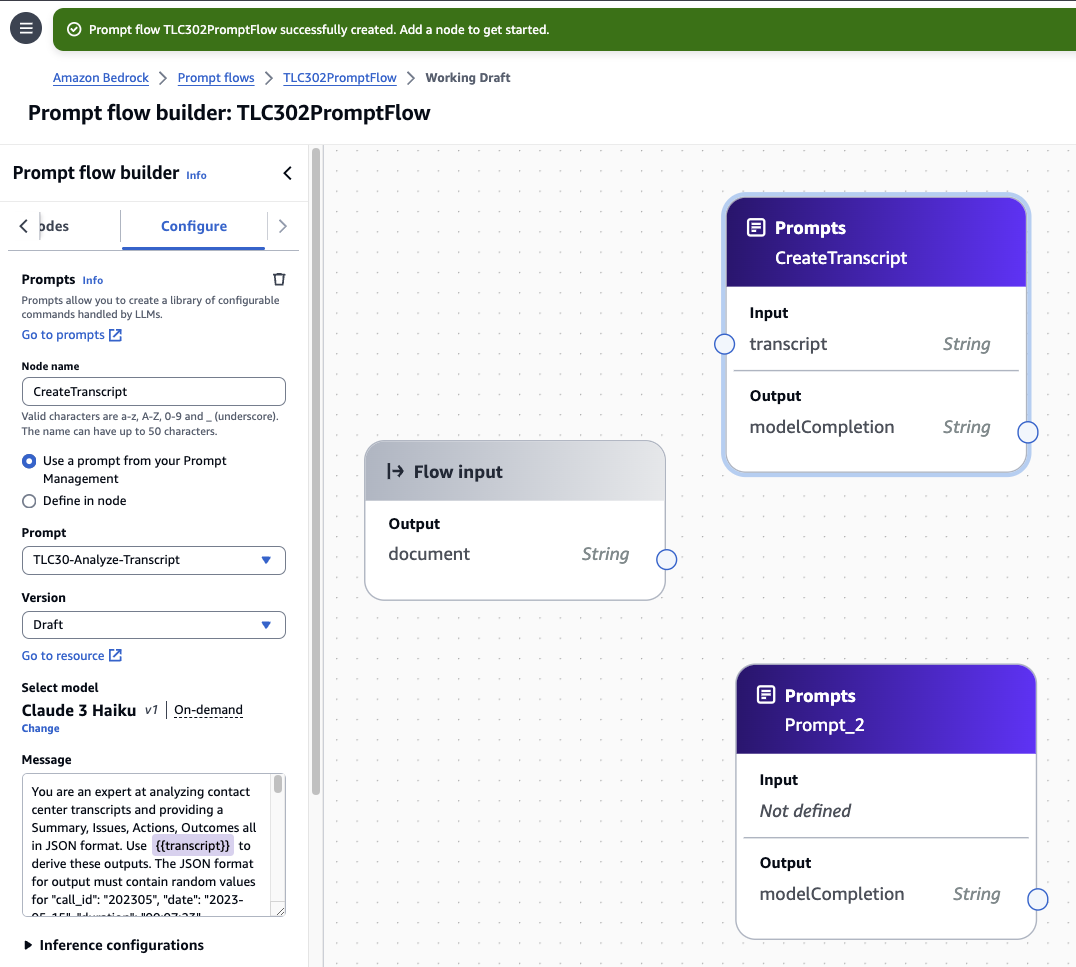 Prompt flow TLC302PromptFlow successfully created. Add a node to get started.
Amazon Bedrock > Prompt flows > TLC302PromptFlow > Working Draft
Prompt flow builder: TLC302PromptFlow
Prompt flow builder Info
odes
Configure
Prompts Info
Prompts allow you to create a library of configurable
commands handled by LLMs.
Go to prompts
Node name
CreateTranscript
Valid characters are a-z, A-Z, 0-9 and _ (underscore).
The name can have up to 50 characters.
Use a prompt from your Prompt
Management
Define in node
Prompt
TLC30-Analyze-Transcript
Version
Draft
Go to resource
Select model
Claude 3 Haiku v1 | On-demand
Change
Message
You are an expert at analyzing contact
center transcripts and providing a
Summary, Issues, Actions, Outcomes all
in JSON format. Use {{transcript}} to
derive these outputs. The JSON format
for output must contain random values
for "call_id": "202305", "date": "2023-
05-15", "duration": "00:07:23"
Inference configurations
Flow input
Output
document String
Prompts
CreateTranscript
Input
transcript String
Output
modelCompletion String
Prompts
Prompt_2
Input
Not defined
Output
modelCompletion String